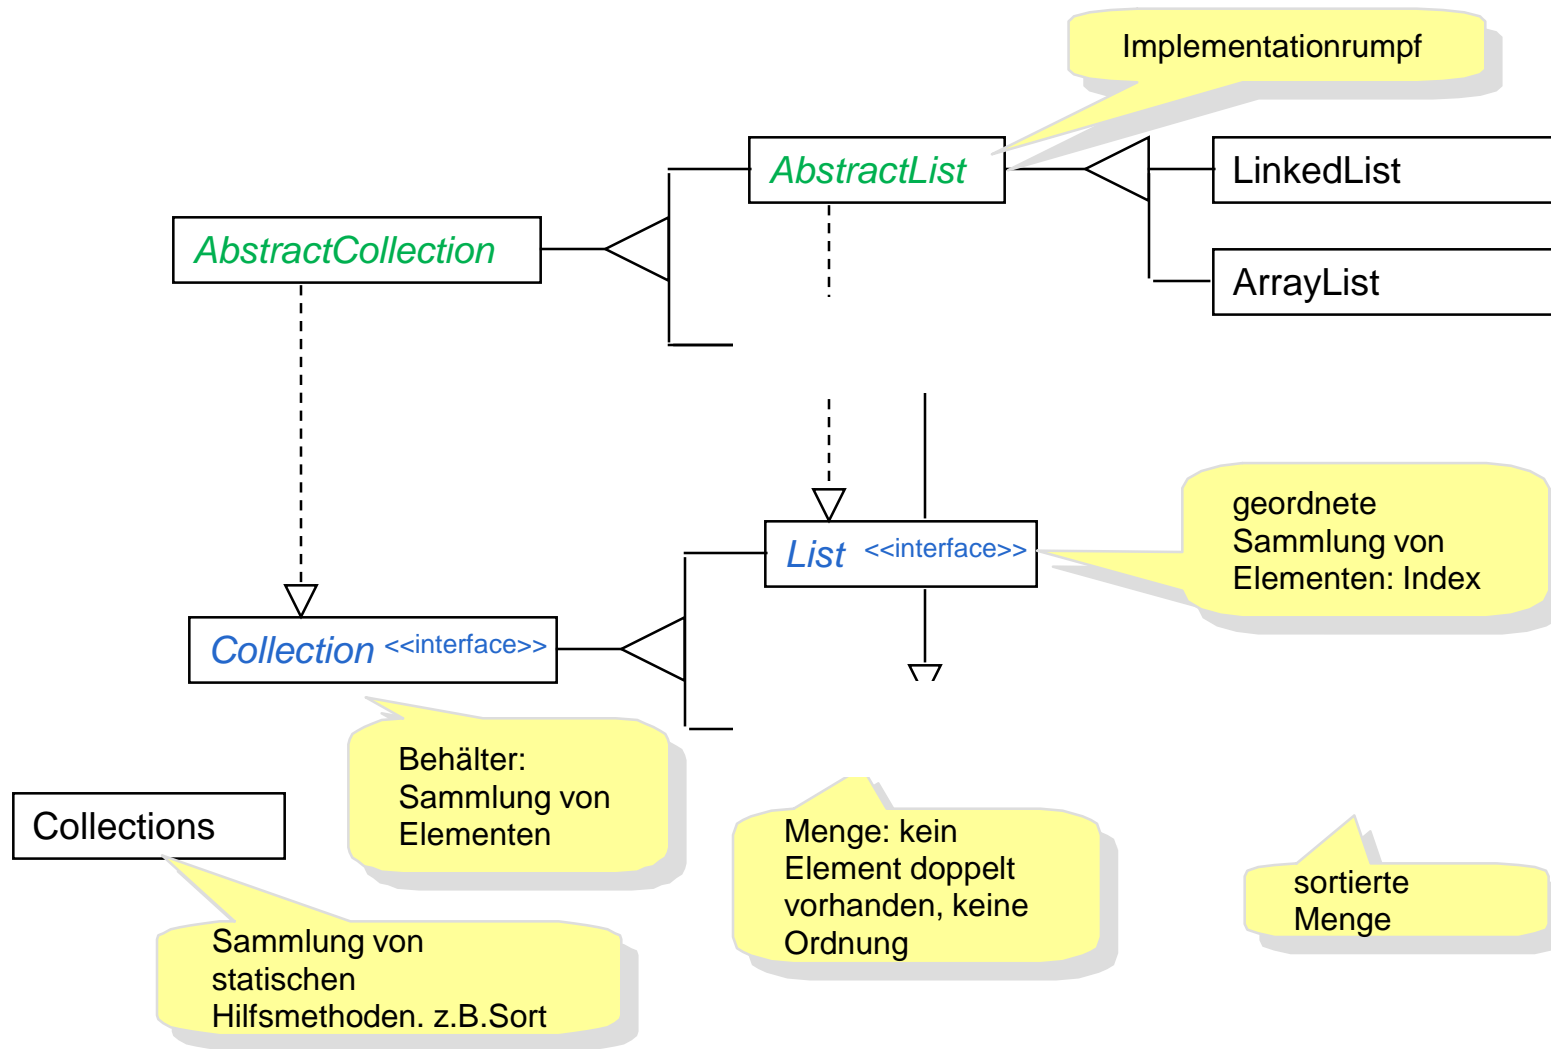 Implementationrumpf
AbstractList
LinkedList
AbstractCollection
ArrayList
geordnete
Sammlung von
Elementen: Index
List <<interface>>
Collection <<interface>>
Behälter:
Sammlung von
Elementen
Collections
Menge: kein
Element doppelt
vorhanden, keine
Ordnung
sortierte
Menge
Sammlung von
statischen
Hilfsmethoden. z.B.Sort